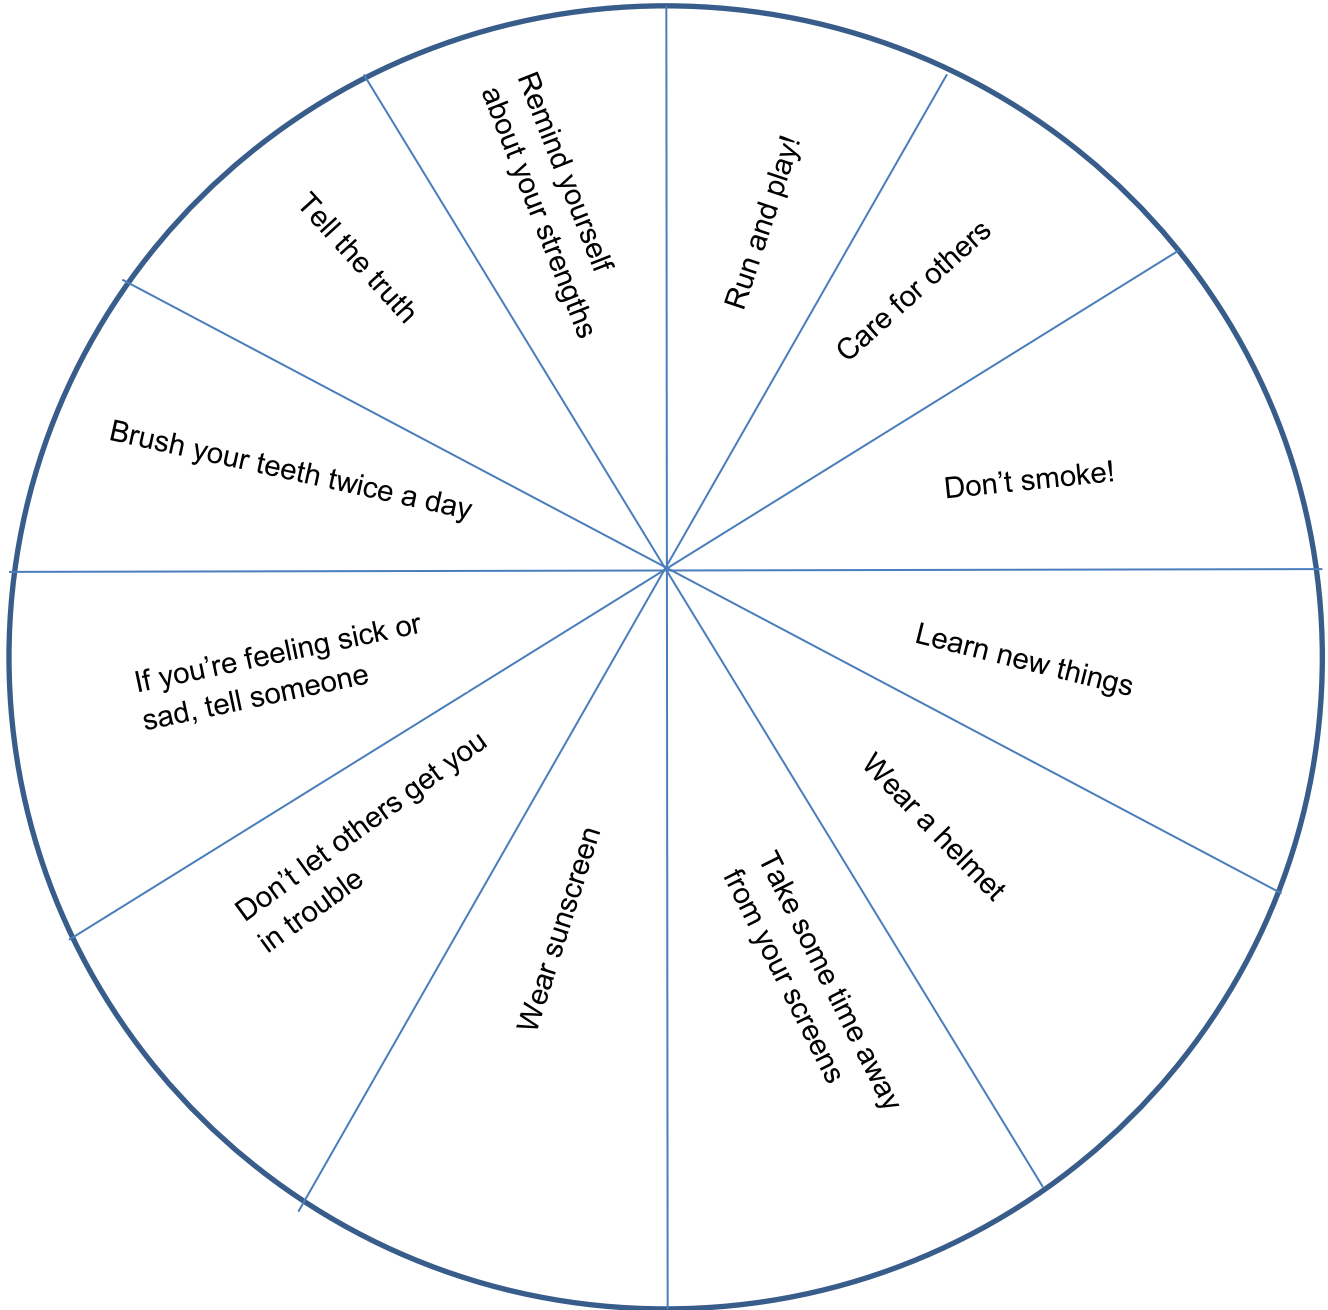 Run and play!
Care for others
Don’t smoke!
Learn new things
Wear a helmet
Take some time away
from your screens
Wear sunscreen
Don’t let others get you
in trouble
If you’re feeling sick or
sad, tell someone
Brush your teeth twice a day
Tell the truth
Remind yourself
about your strengths